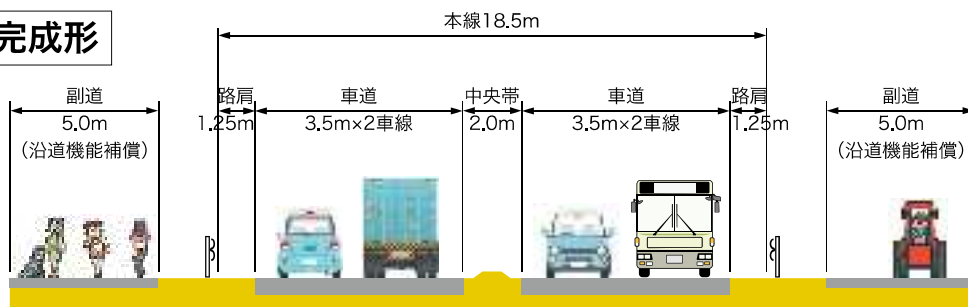 完成形
本線18.5m
副道
5.0m
（沿道機能補償）
路肩
1.25m
車道
3.5m×2車線
中央帯
2.0m
車道
3.5m×2車線
路肩
1.25m
副道
5.0m
（沿道機能補償）